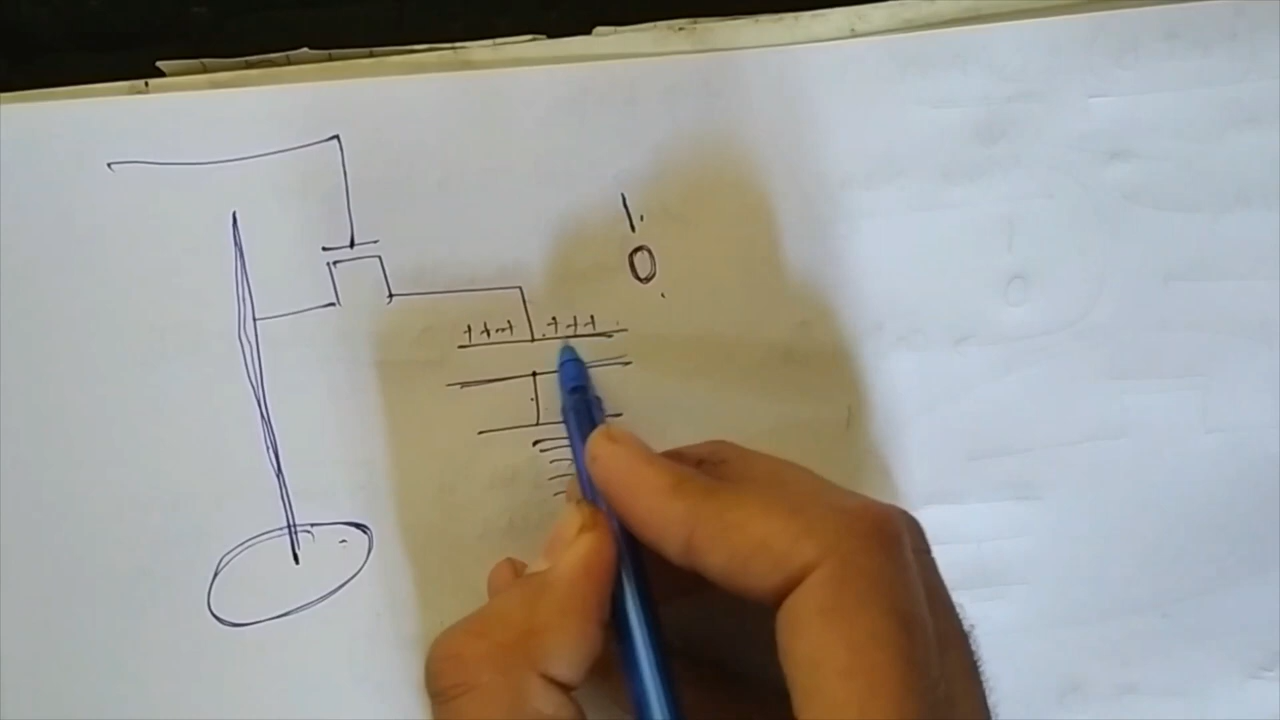 1.
0
+ + + + + +